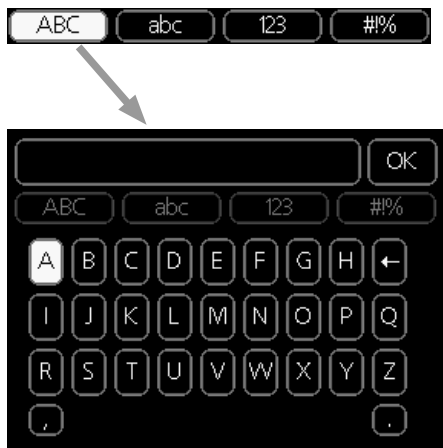 ABC abc 123 #!%
OK
ABC abc 123 #!%
A B C D E F G H ←
I J K L M N O P Q
R S T U V W X Y Z
, .